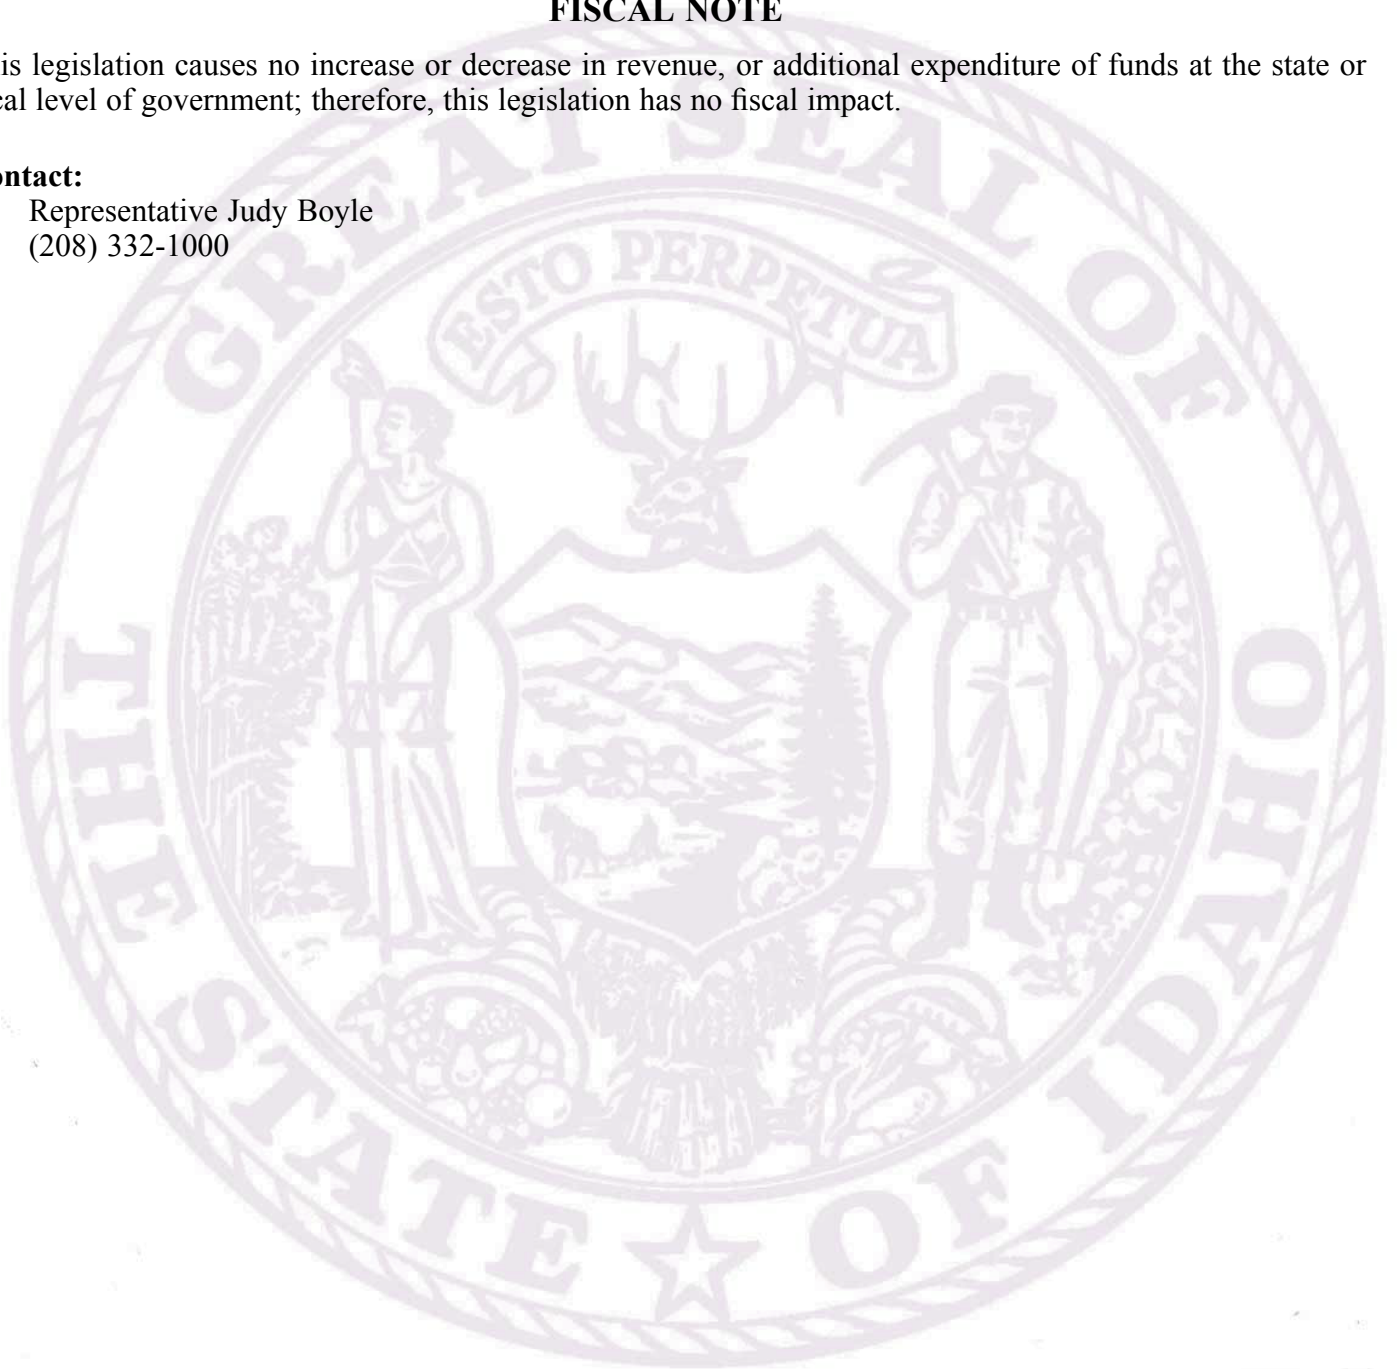 FISCAL NOTE
is legislation causes no increase or decrease in revenue, or additional expenditure of funds at the state or
cal level of government; therefore, this legislation has no fiscal impact.
ontact:
Representative Judy Boyle
(208) 332-1000
GREAT SEAL OF
THE STATE OF IDAHO
ESTO PERPETUA